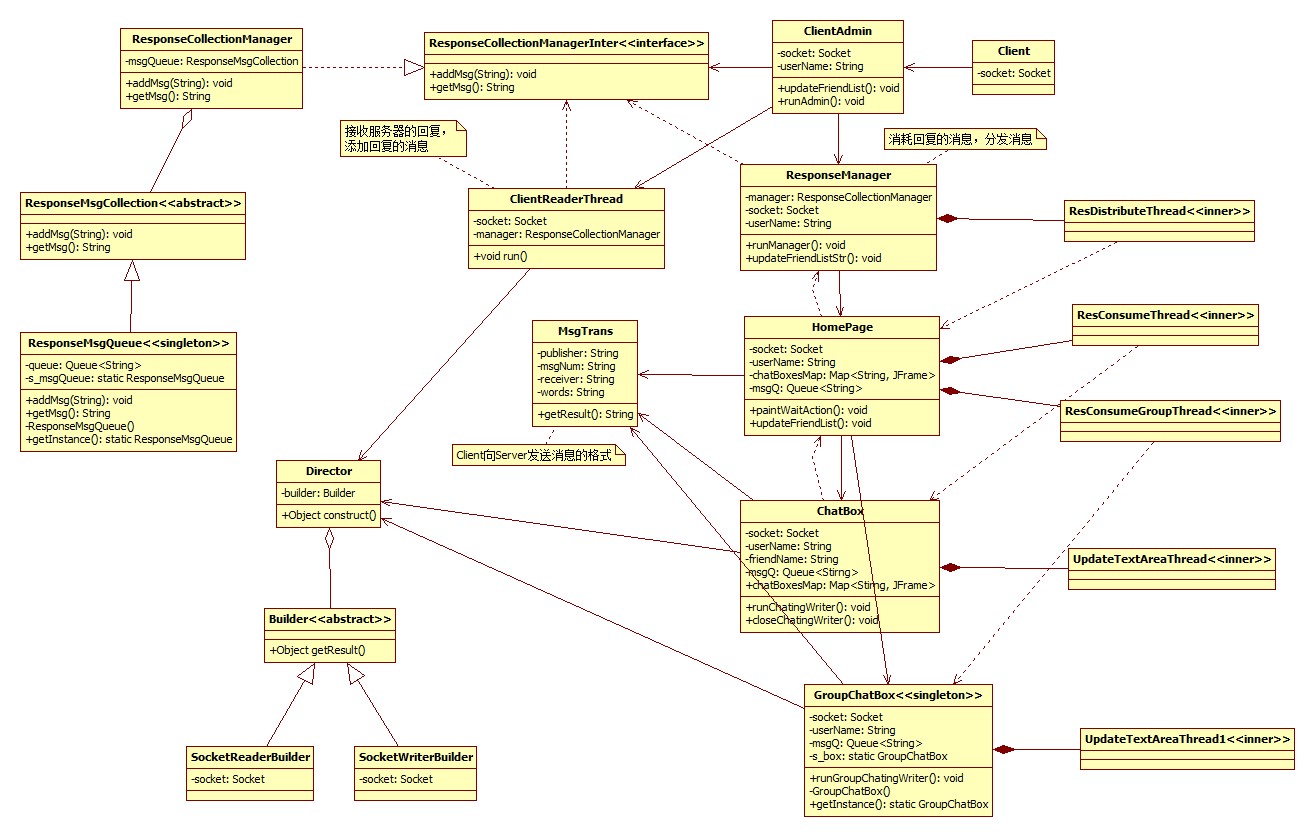 ResponseCollectionManager
-msgQueue: ResponseMsgCollection
+addMsg(String): void
+getMsg(): String
ResponseCollectionManagerInter<<interface>>
+addMsg(String): void
+getMsg(): String
ClientAdmin
-socket: Socket
-userName: String
+updateFriendList(): void
+runAdmin(): void
Client
-socket: Socket
接收服务器的回复，
添加回复的消息
消耗回复的消息，分发消息
ResponseMsgCollection<<abstract>>
+addMsg(String): void
+getMsg(): String
ClientReaderThread
-socket: Socket
-manager: ResponseCollectionManager
+void run()
ResponseManager
-manager: ResponseCollectionManager
-socket: Socket
-userName: String
+runManager(): void
+updateFriendListStr(): void
ResDistributeThread<<inner>>
ResponseMsgQueue<<singleton>>
-queue: Queue<String>
-s_msgQueue: static ResponseMsgQueue
+addMsg(String): void
+getMsg(): String
-ResponseMsgQueue()
+getInstance(): static ResponseMsgQueue
MsgTrans
-publisher: String
-msgNum: String
-receiver: String
-words: String
+getResult(): String
Client向Server发送消息的格式
HomePage
-socket: Socket
-userName: String
-chatBoxesMap: Map<String, JFrame>
-msgQ: Queue<String>
+paintWaitAction(): void
+updateFriendList(): void
ResConsumeThread<<inner>>
ResConsumeGroupThread<<inner>>
Director
-builder: Builder
+Object construct()
ChatBox
-socket: Socket
-userName: String
-friendName: String
-msgQ: Queue<Stirng>
+chatBoxesMap: Map<String, JFrame>
+runChatingWriter(): void
+closeChatingWriter(): void
UpdateTextAreaThread<<inner>>
Builder<<abstract>>
+Object getResult()
GroupChatBox<<singleton>>
-socket: Socket
-userName: String
-msgQ: Queue<String>
-s_box: static GroupChatBox
+runGroupChatingWriter(): void
-GroupChatBox()
+getInstance(): static GroupChatBox
UpdateTextAreaThread1<<inner>>
SocketReaderBuilder
-socket: Socket
SocketWriterBuilder
-socket: Socket